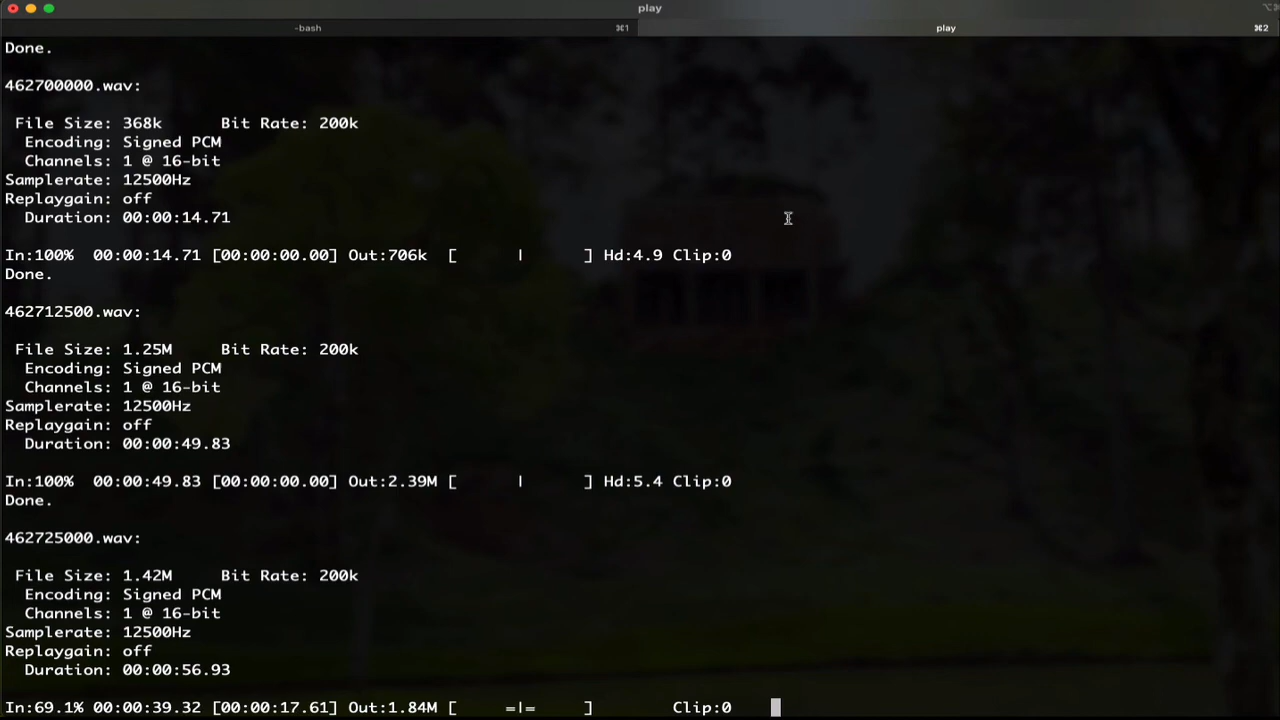 play
-bash ⌘1 play ⌘2
Done.
462700000.wav:
File Size: 368k Bit Rate: 200k
Encoding: Signed PCM
Channels: 1 @ 16-bit
Samplerate: 12500Hz
Replaygain: off
Duration: 00:00:14.71
In:100% 00:00:14.71 [00:00:00.00] Out:706k [ | ] Hd:4.9 Clip:0
Done.
462712500.wav:
File Size: 1.25M Bit Rate: 200k
Encoding: Signed PCM
Channels: 1 @ 16-bit
Samplerate: 12500Hz
Replaygain: off
Duration: 00:00:49.83
In:100% 00:00:49.83 [00:00:00.00] Out:2.39M [ | ] Hd:5.4 Clip:0
Done.
462725000.wav:
File Size: 1.42M Bit Rate: 200k
Encoding: Signed PCM
Channels: 1 @ 16-bit
Samplerate: 12500Hz
Replaygain: off
Duration: 00:00:56.93
In:69.1% 00:00:39.32 [00:00:17.61] Out:1.84M [ =|= ] Clip:0